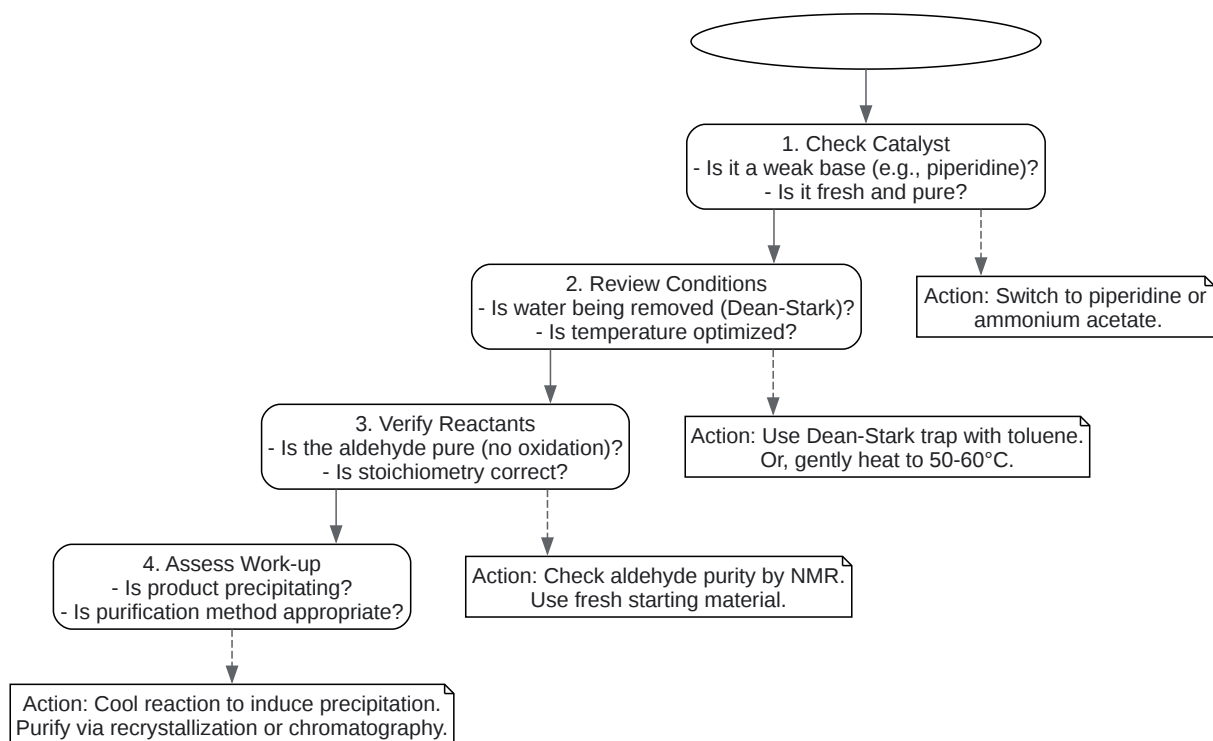 1. Check Catalyst
- Is it a weak base (e.g., piperidine)?
- Is it fresh and pure?
2. Review Conditions
- Is water being removed (Dean-Stark)?
- Is temperature optimized?
Action: Switch to piperidine or
ammonium acetate.
3. Verify Reactants
- Is the aldehyde pure (no oxidation)?
- Is stoichiometry correct?
Action: Use Dean-Stark trap with toluene.
Or, gently heat to 50-60°C.
4. Assess Work-up
- Is product precipitating?
- Is purification method appropriate?
Action: Check aldehyde purity by NMR.
Use fresh starting material.
Action: Cool reaction to induce precipitation.
Purify via recrystallization or chromatography.